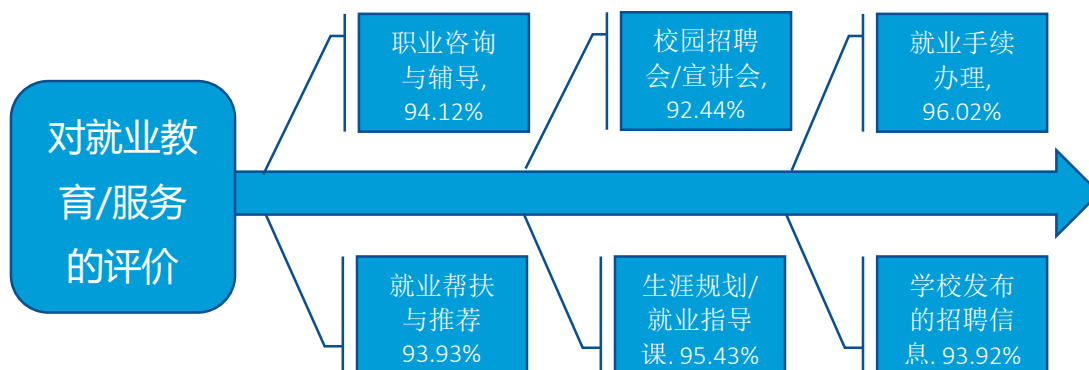 对就业教
育/服务
的评价
职业咨询
与辅导,
94.12%
校园招聘
会/宣讲会,
92.44%
就业手续
办理,
96.02%
就业帮扶
与推荐
93.93%
生涯规划/
就业指导
课. 95.43%
学校发布
的招聘信
息. 93.92%